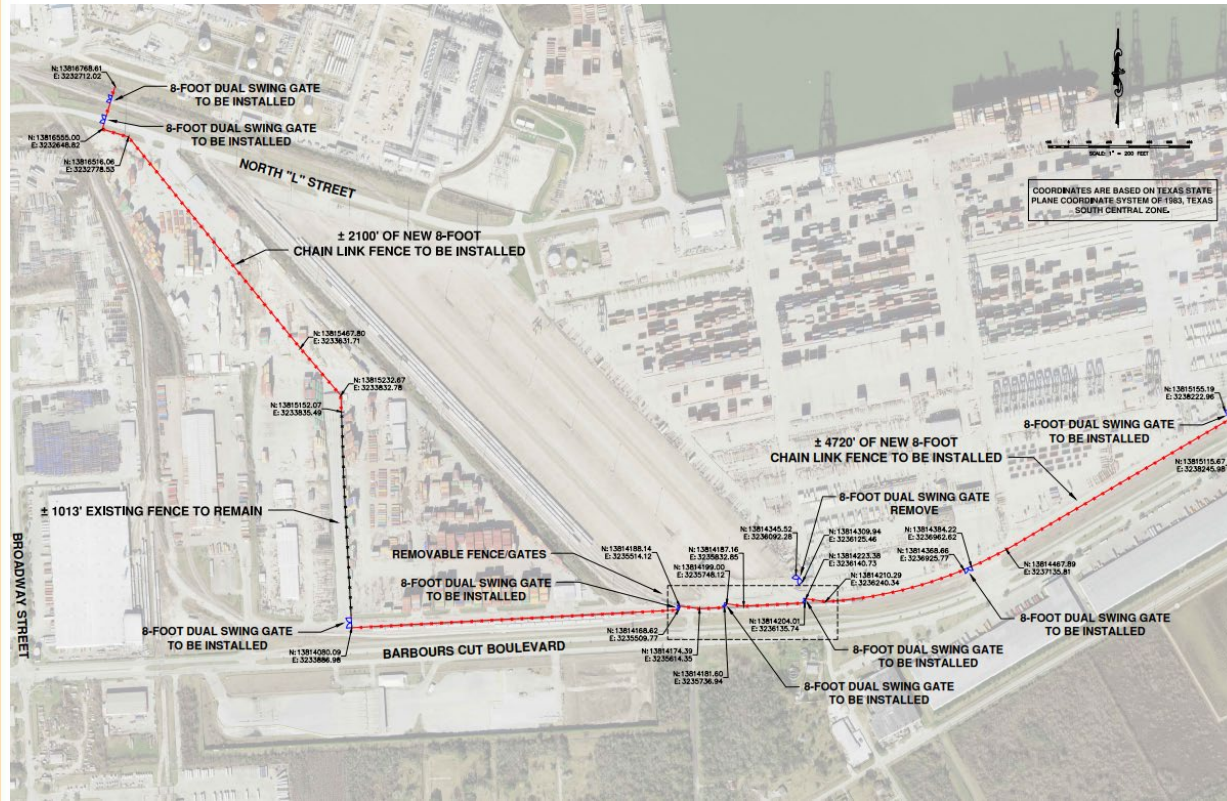 N:13816768.61
E: 3232712.02
8-FOOT DUAL SWING GATE
TO BE INSTALLED
8-FOOT DUAL SWING GATE
TO BE INSTALLED
N:13816555.00
E: 3232648.82
N:13816516.06
E: 3232778.53
NORTH "L" STREET
SCALE: 1" = 200 FEET
COORDINATES ARE BASED ON TEXAS STATE
PLANE COORDINATE SYSTEM OF 1983, TEXAS
SOUTH CENTRAL ZONE.
± 2100' OF NEW 8-FOOT
CHAIN LINK FENCE TO BE INSTALLED
N:13815467.80
E: 3233631.71
N:13815232.67
E: 3233832.78
N:13815152.07
E: 3233835.49
N:13815155.19
E: 3238222.96
8-FOOT DUAL SWING GATE
TO BE INSTALLED
± 4720' OF NEW 8-FOOT
CHAIN LINK FENCE TO BE INSTALLED
N:13815115.67
E: 3238245.98
± 1013' EXISTING FENCE TO REMAIN
8-FOOT DUAL SWING GATE
REMOVE
N:13814345.52
E: 3236092.28
N:13814309.94
E: 3236125.46
N:13814384.22
E: 3236962.62
REMOVABLE FENCE/GATES
N:13814188.14
E: 3235514.12
N:13814187.16
E: 3235832.85
N:13814223.38
E: 3236140.73
N:13814368.66
E: 3236925.77
N:13814199.00
E: 3235748.12
N:13814210.29
E: 3236240.34
N:13814467.89
E: 3237135.81
8-FOOT DUAL SWING GATE
TO BE INSTALLED
BROADWAY STREET
8-FOOT DUAL SWING GATE
TO BE INSTALLED
N:13814080.09
E: 3233886.98
BARBOURS CUT BOULEVARD
N:13814168.62
E: 3235509.77
N:13814174.39
E: 3235614.35
N:13814181.60
E: 3235736.94
N:13814204.01
E: 3236135.74
8-FOOT DUAL SWING GATE
TO BE INSTALLED
8-FOOT DUAL SWING GATE
TO BE INSTALLED
8-FOOT DUAL SWING GATE
TO BE INSTALLED